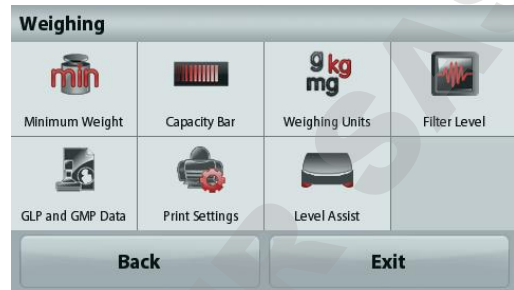 Weighing
min
g kg
mg
Minimum Weight
Capacity Bar
Weighing Units
Filter Level
GLP and GMP Data
Print Settings
Level Assist
Back
Exit